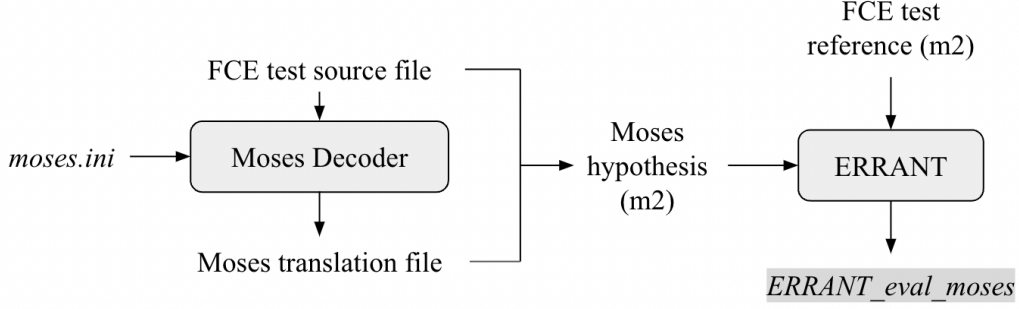 FCE test
reference (m2)
FCE test source file
moses.ini
Moses Decoder
Moses
hypothesis
(m2)
ERRANT
Moses translation file
ERRANT_eval_moses